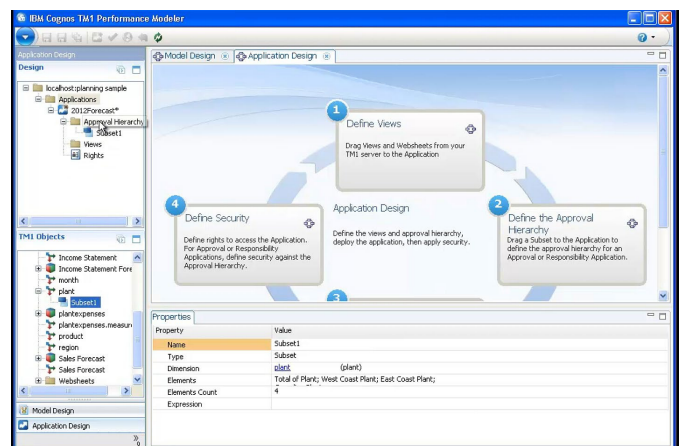 IBM Cognos TM1 Performance Modeler
Application Design
Design
localhost:planning sample
Applications
2012Forecast*
Approval Hierarchy
Subset1
Views
Rights
TM1 Objects
Income Statement
Income Statement Fore
month
plant
Subset1
plantexpenses
plantexpenses.measur
product
region
Sales Forecast
Sales Forecast
Websheets
Model Design
Application Design
Model Design
Application Design
1
Define Views
Drag Views and Websheets from your
TM1 server to the Application
4
Define Security
Define rights to access the Application.
For Approval or Responsibility
Applications, define security against the
Approval Hierarchy.
Application Design
Define the views and approval hierarchy,
deploy the application, then apply security.
2
Define the Approval
Hierarchy
Drag a Subset to the Application to
define the approval hierarchy for an
Approval or Responsibility Application.
3
Properties
Property Value
Name Subset1
Type Subset
Dimension plant (plant)
Elements Total of Plant; West Coast Plant; East Coast Plant;
Elements Count 4
Expression